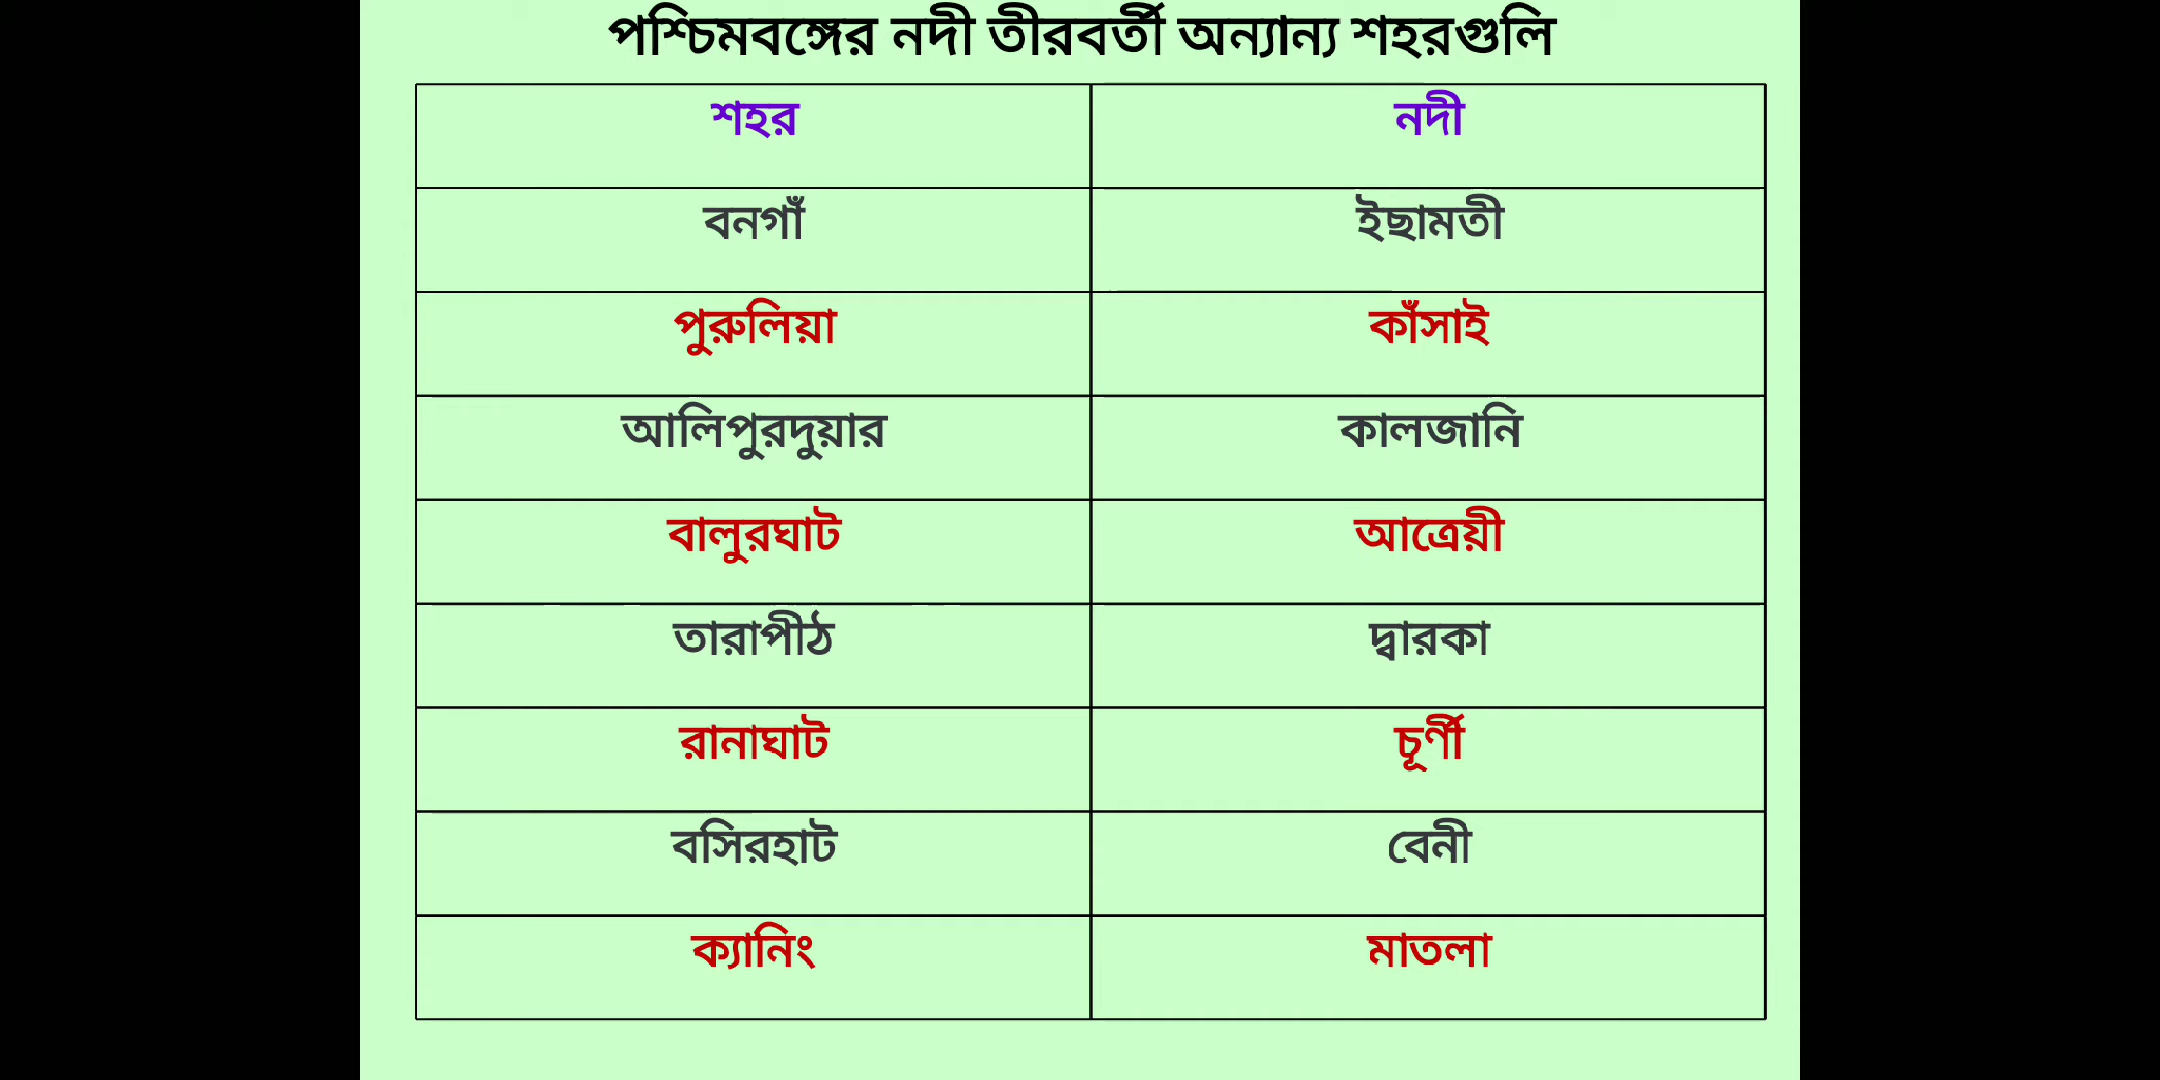 পশ্চিমবঙ্গের নদী তীরবর্তী অন্যান্য শহরগুলি
শহর নদী
বনগাঁ ইছামতী
পুরুলিয়া কাঁসাই
আলিপুরদুয়ার কালজানি
বালুরঘাট আত্রেয়ী
তারাপীঠ দ্বারকা
রানাঘাট চূর্ণী
বসিরহাট বেনী
ক্যানিং মাতলা